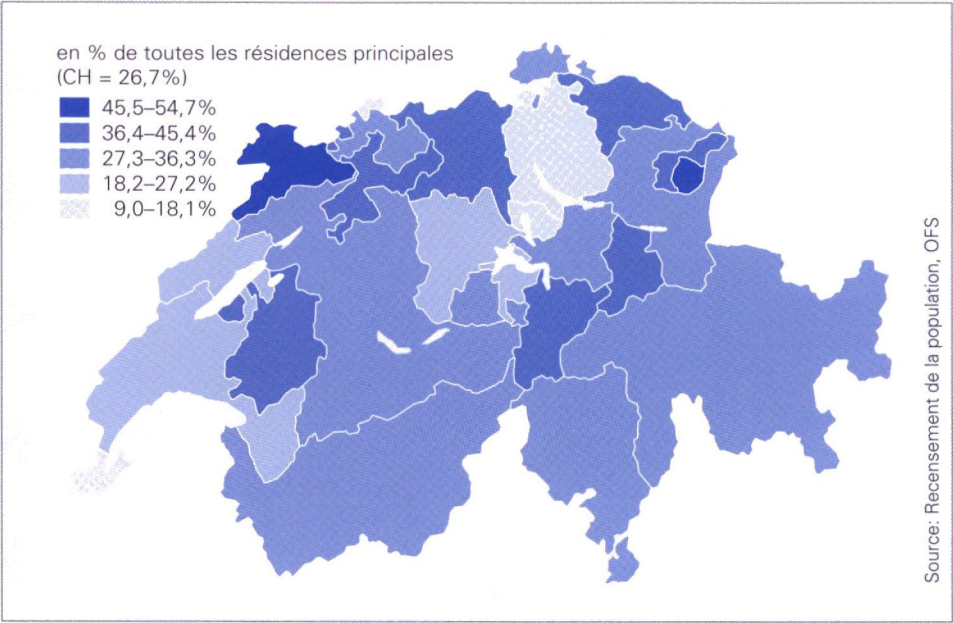 en % de toutes les résidences principales
(CH = 26,7%)
45,5–54,7%
36,4–45,4%
27,3–36,3%
18,2–27,2%
9,0–18,1%
Source: Recensement de la population, OFS